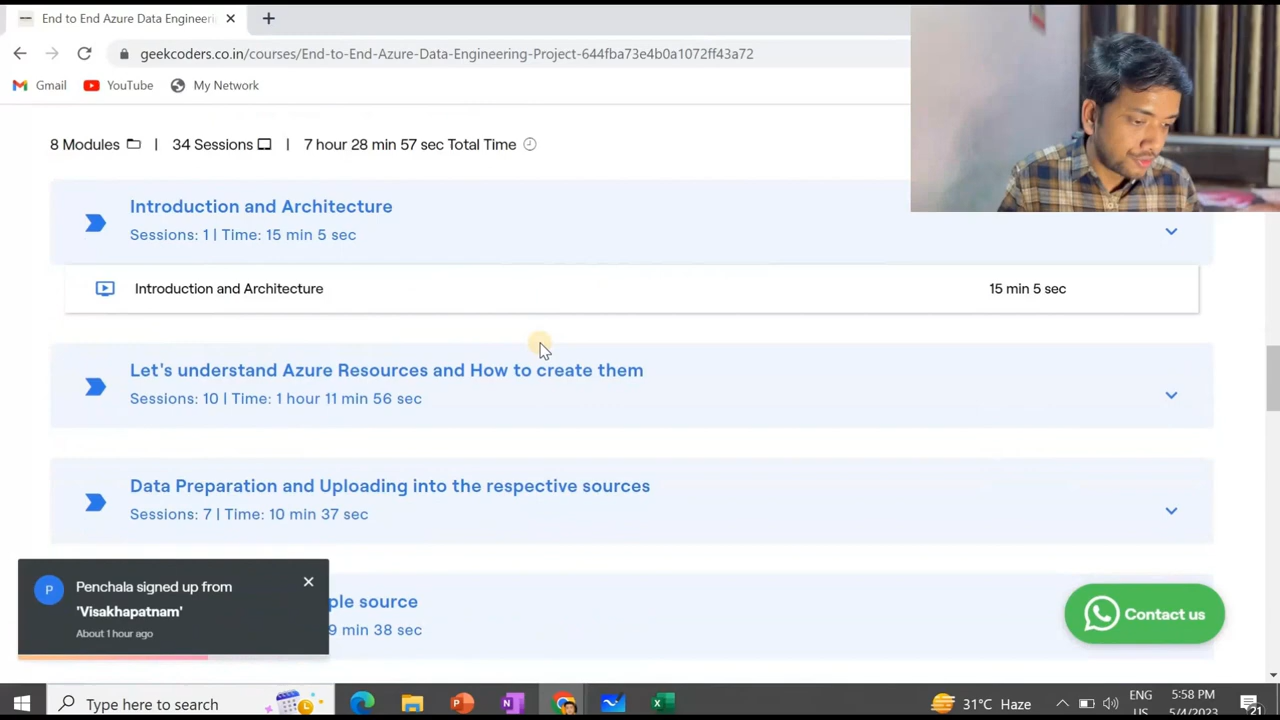 End to End Azure Data Engineeri
geekcoders.co.in/courses/End-to-End-Azure-Data-Engineering-Project-644fba73e4b0a1072ff43a72
Gmail YouTube My Network
8 Modules | 34 Sessions | 7 hour 28 min 57 sec Total Time
Introduction and Architecture
Sessions: 1 | Time: 15 min 5 sec
Introduction and Architecture 15 min 5 sec
Let's understand Azure Resources and How to create them
Sessions: 10 | Time: 1 hour 11 min 56 sec
Data Preparation and Uploading into the respective sources
Sessions: 7 | Time: 10 min 37 sec
ple source
9 min 38 sec
P
Penchala signed up from
'Visakhapatnam'
About 1 hour ago
Contact us
Type here to search
31°C Haze
ENG
US
5:58 PM
5/4/2023
21